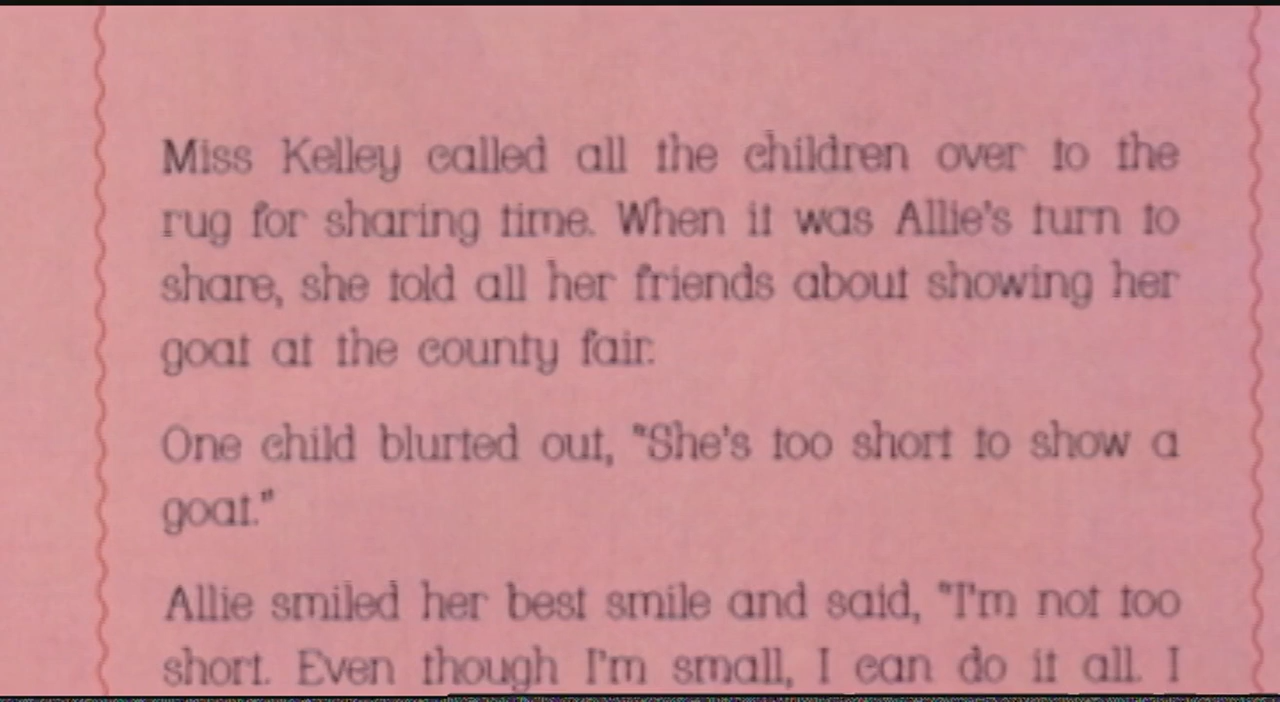 Miss Kelley called all the children over to the
rug for sharing time. When it was Allie's turn to
share, she told all her friends about showing her
goat at the county fair.
One child blurted out, "She's too short to show a
goat."
Allie smiled her best smile and said, "I'm not too
short. Even though I'm small, I can do it all. I